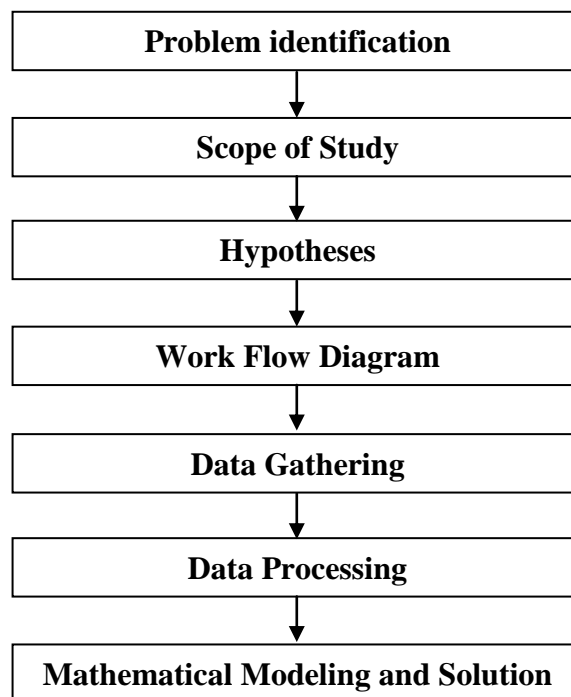 Problem identification
Scope of Study
Hypotheses
Work Flow Diagram
Data Gathering
Data Processing
Mathematical Modeling and Solution